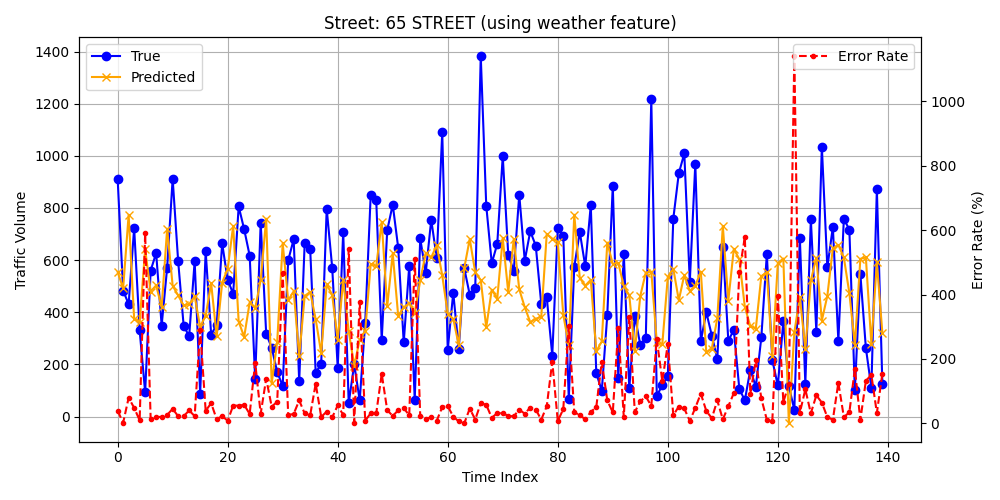 Street: 65 STREET (using weather feature)
True
Predicted
Error Rate
Traffic Volume
1400
1200
1000
800
600
400
200
0
1000
800
600
400
200
0
Error Rate (%)
0 20 40 60 80 100 120 140
Time Index